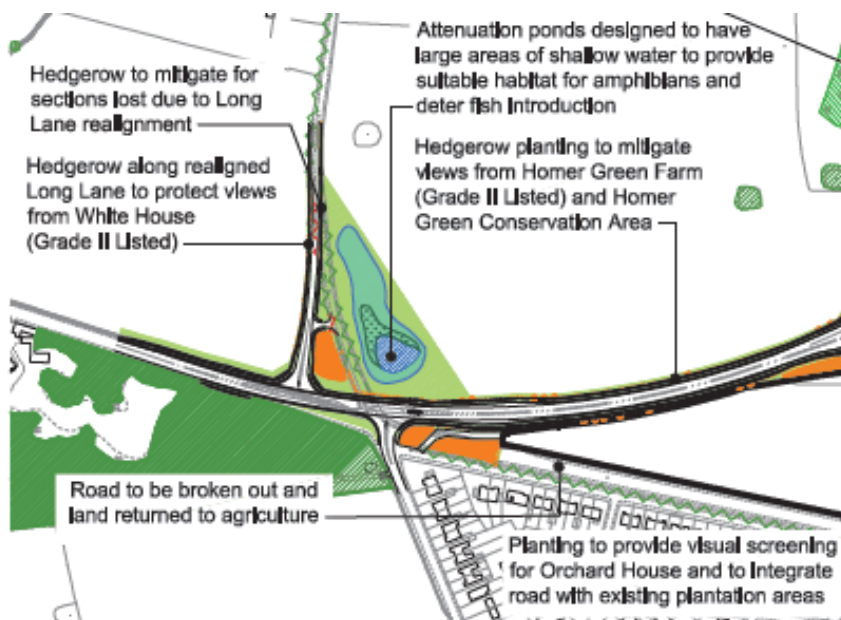 Attenuation ponds designed to have
large areas of shallow water to provide
suitable habitat for amphibians and
deter fish introduction
Hedgerow to mitigate for
sections lost due to Long
Lane realignment
Hedgerow planting to mitigate
views from Homer Green Farm
(Grade II Listed) and Homer
Green Conservation Area
Hedgerow along realigned
Long Lane to protect views
from White House
(Grade II Listed)
Road to be broken out and
land returned to agriculture
Planting to provide visual screening
for Orchard House and to integrate
road with existing plantation areas